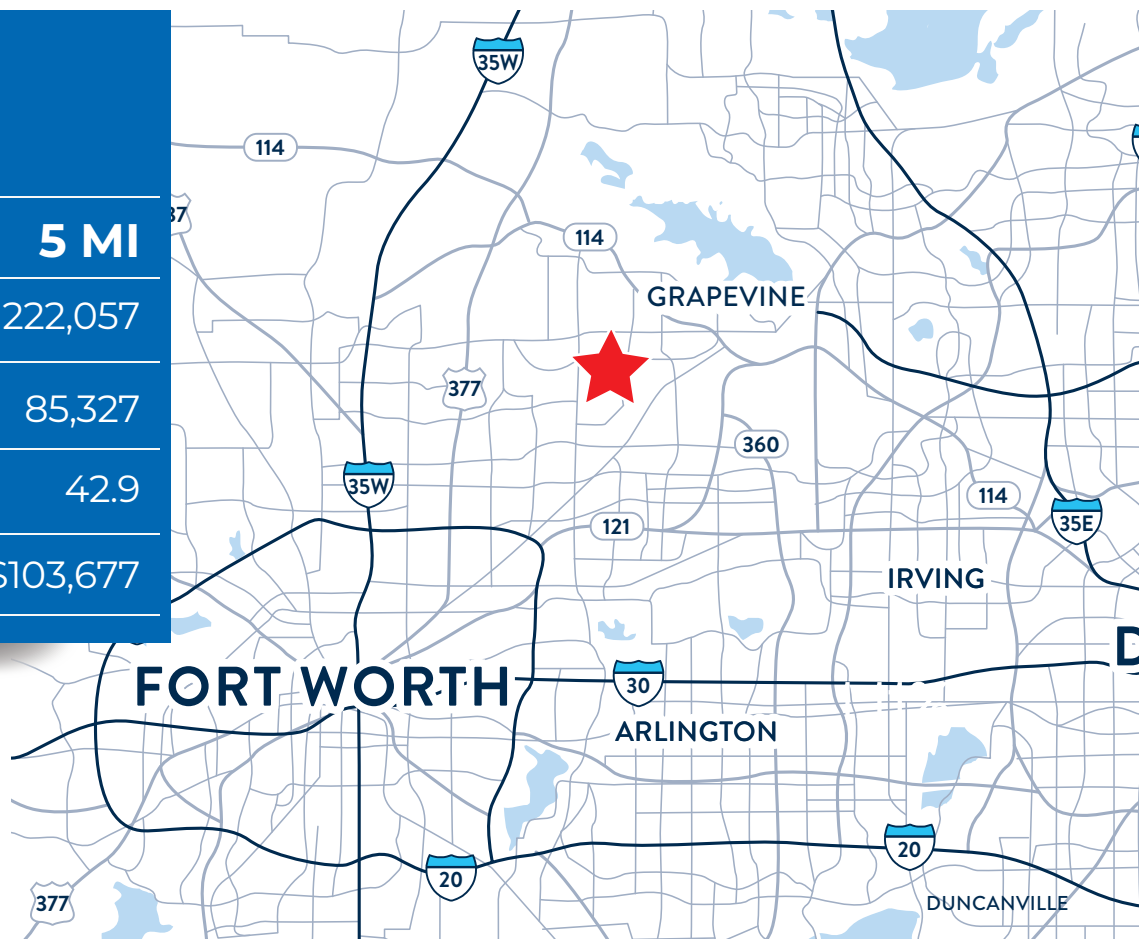 35W
114
37
5 MI
114
222,057
GRAPEVINE
377
85,327
360
42.9
35W
114
121
35E
$103,677
IRVING
D
FORT WORTH
30
ARLINGTON
20
20
377
DUNCANVILLE